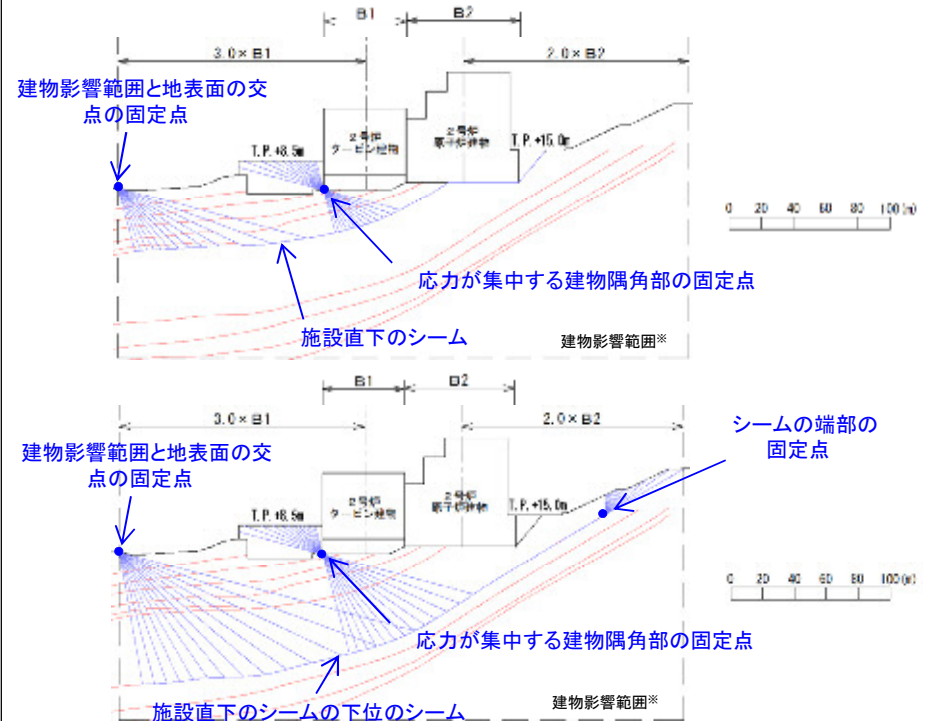 B1
B2
3.0×B1
2.0×B2
建物影響範囲と地表面の交
点の固定点
2号炉
タービン建物
2号炉
原子炉建物
T.P.+8.5m
T.P.+15.0m
0 20 40 60 80 100(m)
応力が集中する建物隅角部の固定点
施設直下のシーム
建物影響範囲※
B1
B2
3.0×B1
2.0×B2
シームの端部の
固定点
建物影響範囲と地表面の交
点の固定点
2号炉
タービン建物
2号炉
原子炉建物
T.P.+8.5m
T.P.+15.0m
0 20 40 60 80 100(m)
応力が集中する建物隅角部の固定点
施設直下のシームの下位のシーム
建物影響範囲※